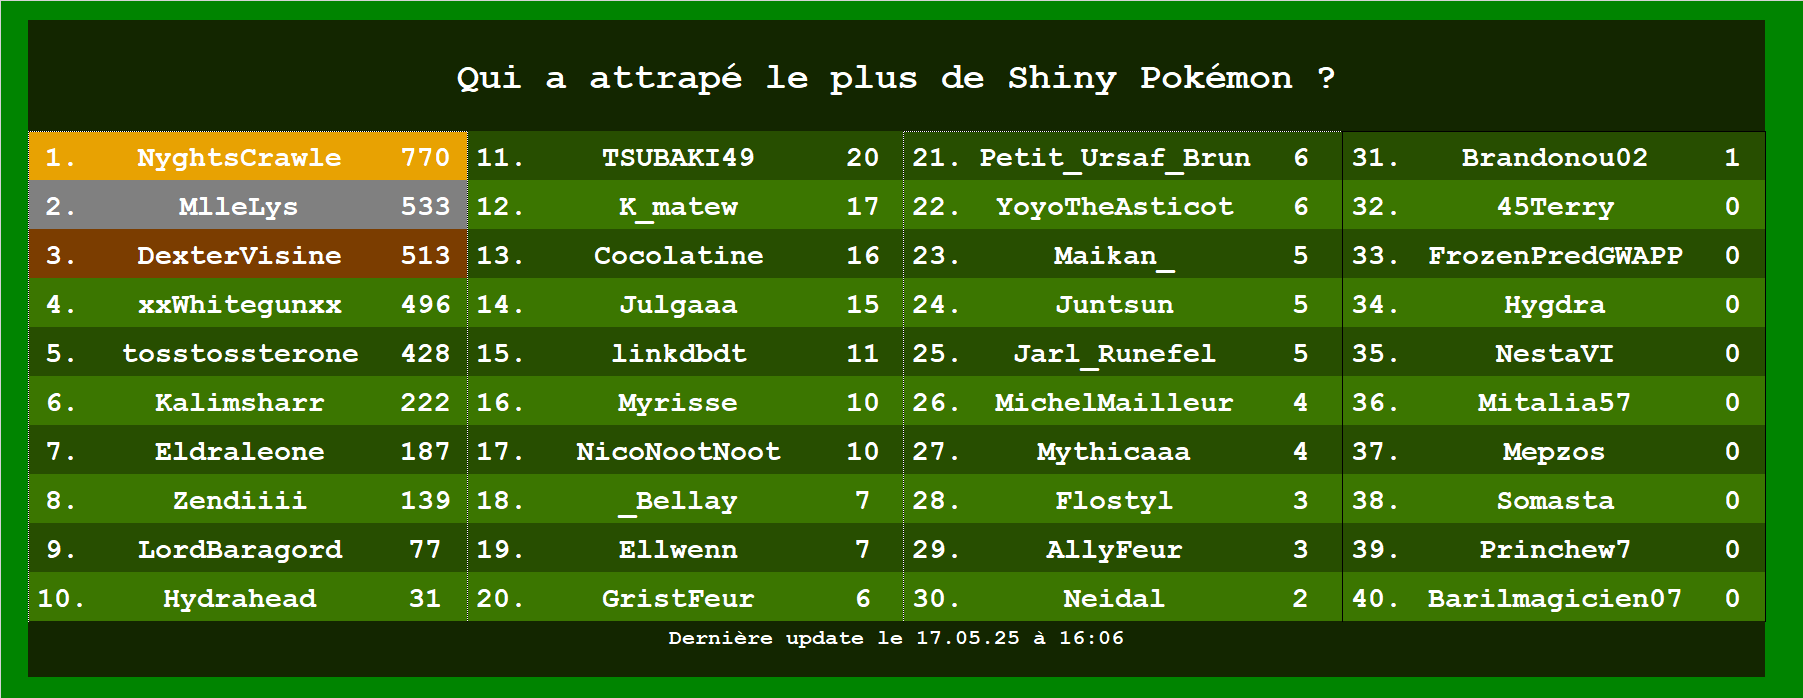 Qui a attrapé le plus de Shiny Pokémon ?
1. NyghtsCrawle 770
2. MlleLys 533
3. DexterVisine 513
4. xxWhitegunxx 496
5. tosstossterone 428
6. Kalimsharr 222
7. Eldraleone 187
8. Zendiiii 139
9. LordBaragord 77
10. Hydrahead 31
11. TSUBAKI49 20
12. K_matew 17
13. Cocolatine 16
14. Julgaaa 15
15. linkdbdt 11
16. Myrisse 10
17. NicoNootNoot 10
18. _Bellay 7
19. Ellwenn 7
20. GristFeur 6
21. Petit_Ursaf_Brun 6
22. YoyoTheAsticot 6
23. Maikan_ 5
24. Juntsun 5
25. Jarl_Runefel 5
26. MichelMailleur 4
27. Mythicaaa 4
28. Flostyl 3
29. AllyFeur 3
30. Neidal 2
31. Brandonou02 1
32. 45Terry 0
33. FrozenPredGWAPP 0
34. Hygdra 0
35. NestaVI 0
36. Mitalia57 0
37. Mepzos 0
38. Somasta 0
39. Princhew7 0
40. Barilmagicien07 0
Dernière update le 17.05.25 à 16:06